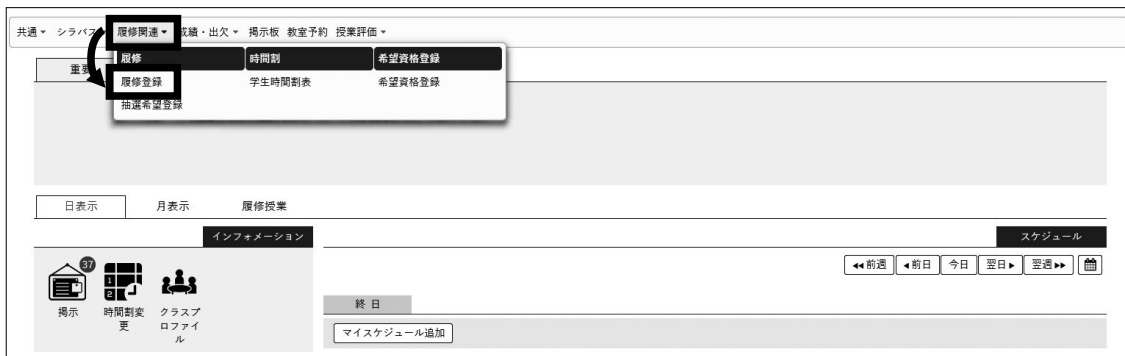 共通▼ シラバス 履修関連▼ 成績・出欠▼ 掲示板 教室予約 授業評価▼
履修 時間割 希望資格登録
重要
履修登録 学生時間割表 希望資格登録
抽選希望登録
日表示 月表示 履修授業
インフォメーション スケジュール
◀◀前週 ◀前日 今日 翌日▶ 翌週▶▶
37
1
2
掲示 時間割変 クラスプ
更 ロファイ
ル
終日
マイスケジュール追加